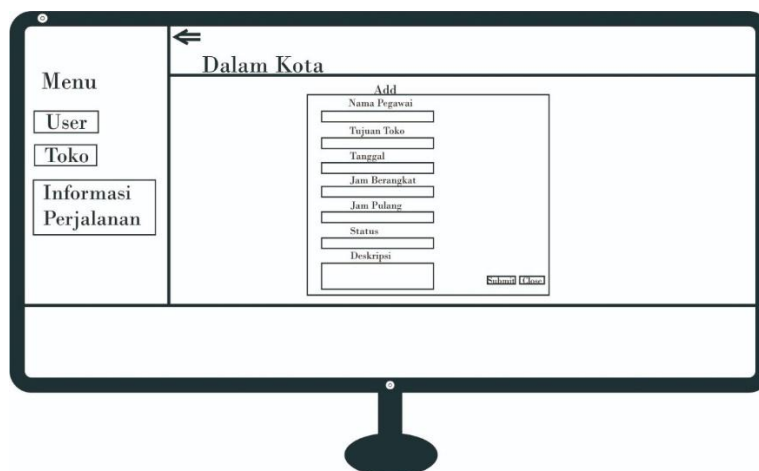 Dalam Kota
Menu
User
Toko
Informasi
Perjalanan
Add
Nama Pegawai
Tujuan Toko
Tanggal
Jam Berangkat
Jam Pulang
Status
Deskripsi
Submit Close